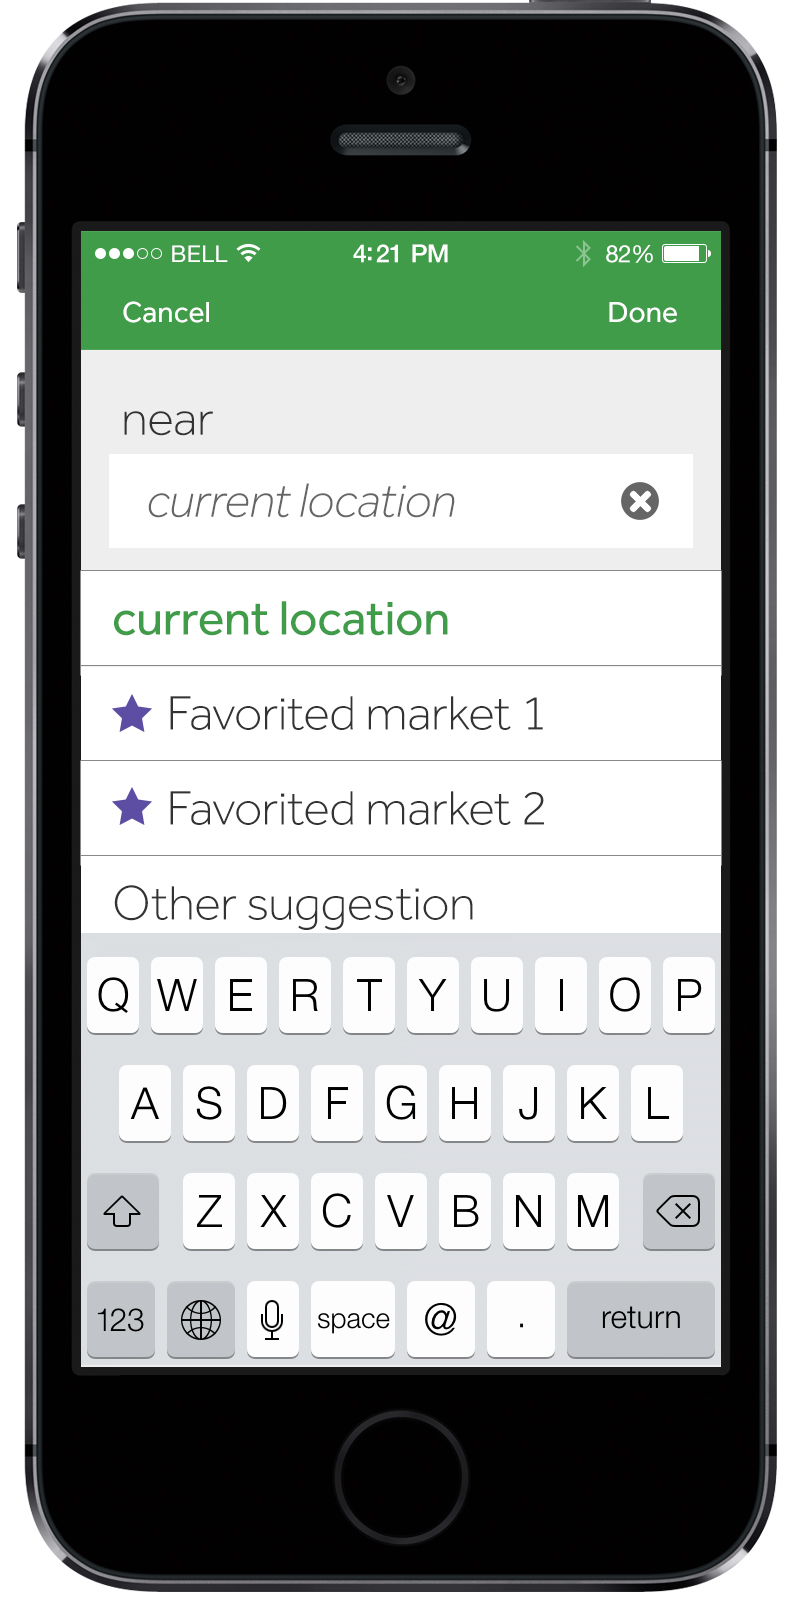 BELL 4:21 PM 82%
Cancel Done
near
current location
current location
Favorited market 1
Favorited market 2
Other suggestion
Q W E R T Y U I O P
A S D F G H J K L
Z X C V B N M
123 space @ . return